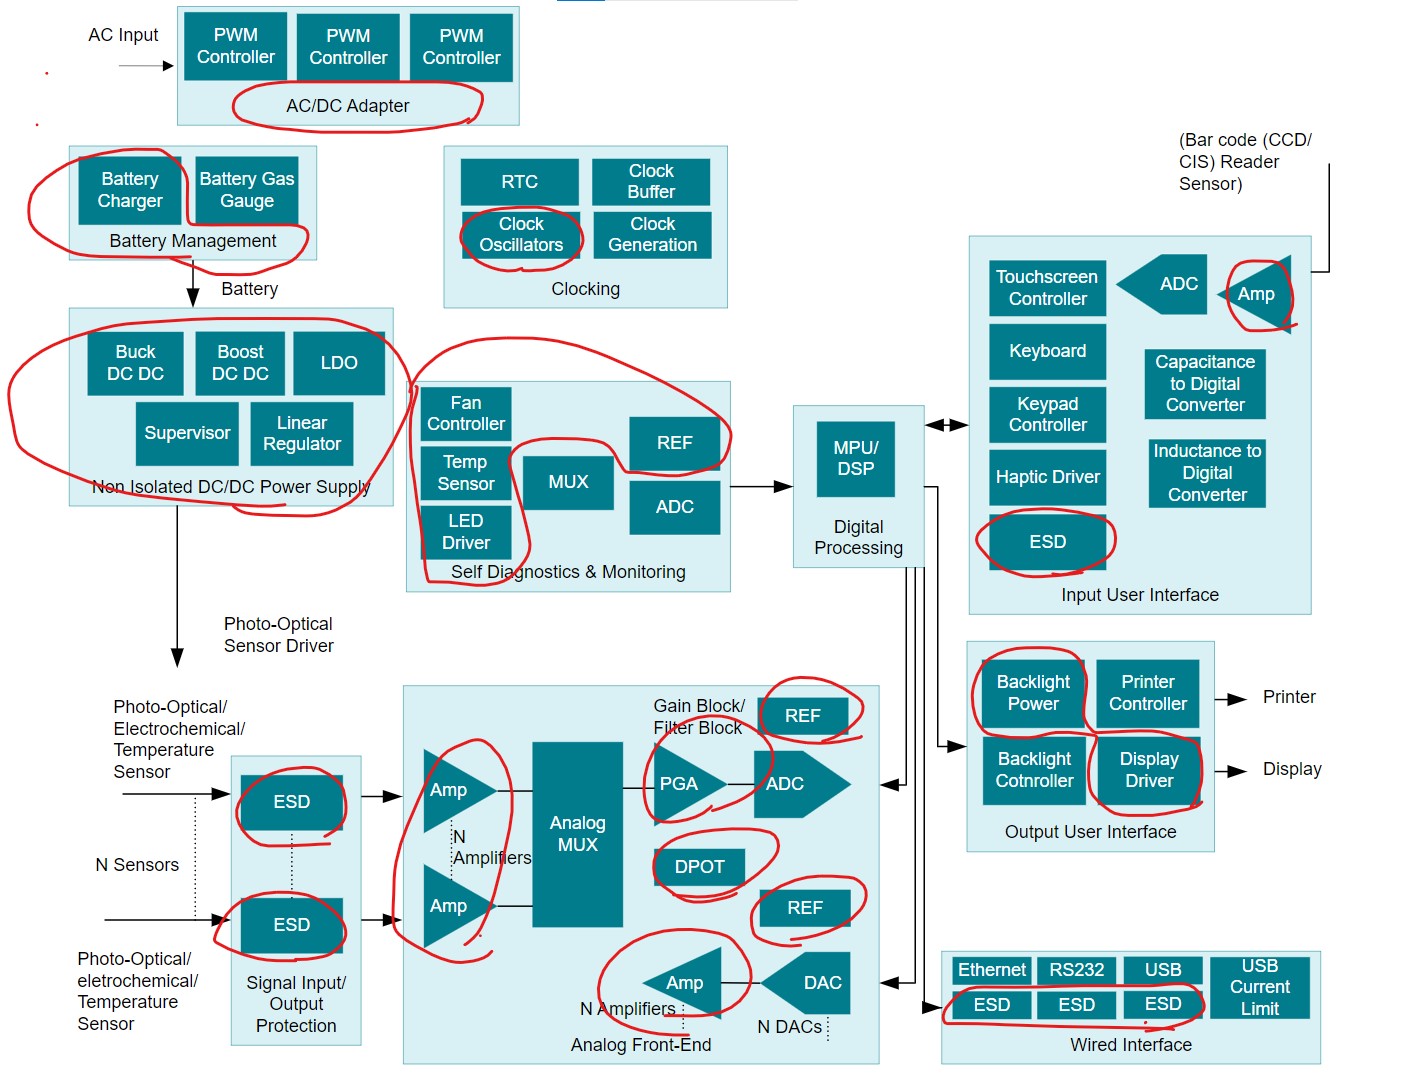 AC Input
PWM
Controller
PWM
Controller
PWM
Controller
AC/DC Adapter
Battery
Charger
Battery Gas
Gauge
Battery Management
Battery
RTC
Clock
Buffer
Clock
Oscillators
Clock
Generation
Clocking
(Bar code (CCD/
CIS) Reader
Sensor)
Buck
DC DC
Boost
DC DC
LDO
Supervisor
Linear
Regulator
Non Isolated DC/DC Power Supply
Fan
Controller
Temp
Sensor
LED
Driver
MUX
REF
ADC
Self Diagnostics & Monitoring
MPU/
DSP
Digital
Processing
Touchscreen
Controller
ADC
Amp
Keyboard
Keypad
Controller
Haptic Driver
ESD
Capacitance
to Digital
Converter
Inductance to
Digital
Converter
Input User Interface
Photo-Optical
Sensor Driver
Photo-Optical/
Electrochemical/
Temperature
Sensor
N Sensors
Photo-Optical/
eletrochemical/
Temperature
Sensor
ESD
ESD
Signal Input/
Output
Protection
Amp
N
Amplifiers
Amp
Analog
MUX
Gain Block/
Filter Block
REF
PGA
ADC
DPOT
REF
Amp
DAC
N Amplifiers
N DACs
Analog Front-End
Backlight
Power
Printer
Controller
Backlight
Cotnroller
Display
Driver
Output User Interface
Printer
Display
Ethernet
RS232
USB
USB
Current
Limit
ESD
ESD
ESD
Wired Interface